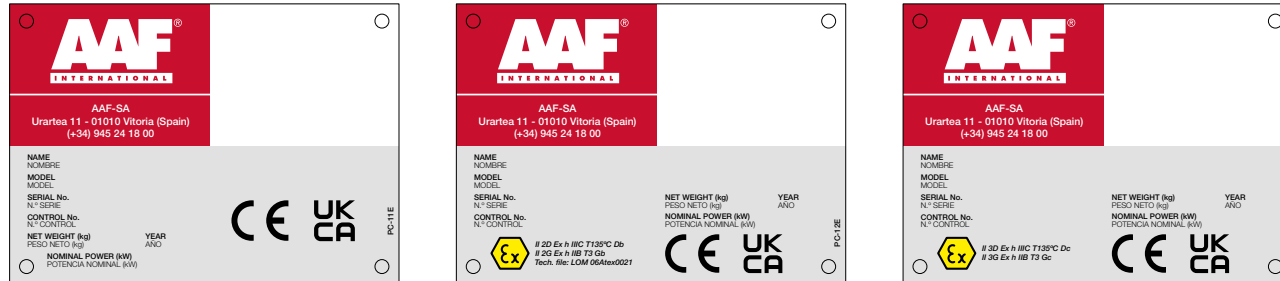 AAF®
INTERNATIONAL
AAF-SA
Urartea 11 - 01010 Vitoria (Spain)
(+34) 945 24 18 00
NAME
NOMBRE
MODEL
MODEL
SERIAL No.
N.º SERIE
CONTROL No.
N.º CONTROL
NET WEIGHT (kg) YEAR
PESO NETO (kg) AÑO
NOMINAL POWER (kW)
POTENCIA NOMINAL (kW)
CE UK
CA
PC-11E
AAF®
INTERNATIONAL
AAF-SA
Urartea 11 - 01010 Vitoria (Spain)
(+34) 945 24 18 00
NAME
NOMBRE
MODEL
MODEL
SERIAL No.
N.º SERIE
CONTROL No.
N.º CONTROL
NET WEIGHT (kg) YEAR
PESO NETO (kg) AÑO
NOMINAL POWER (kW)
POTENCIA NOMINAL (kW)
Ex
II 2D Ex h IIIC T135ºC Db
II 2G Ex h IIB T3 Gb
Tech. file: LOM 06Atex0021
CE UK
CA
PC-12E
AAF
INTERNATIONAL
AAF-SA
Urartea 11 - 01010 Vitoria (Spain)
(+34) 945 24 18 00
NAME
NOMBRE
MODEL
MODEL
SERIAL No.
N.º SERIE
CONTROL No.
N.º CONTROL
NET WEIGHT (kg) YEAR
PESO NETO (kg) AÑO
NOMINAL POWER (kW)
POTENCIA NOMINAL (kW)
Ex
II 3D Ex h IIIC T135ºC Dc
II 3G Ex h IIB T3 Gc
CE UK
CA